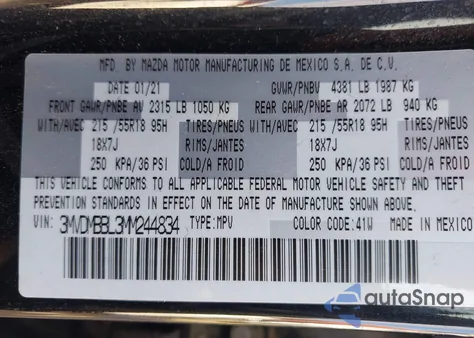 MFD. BY MAZDA MOTOR MANUFACTURING DE MEXICO S.A. DE C.V.
DATE 01/21 GVWR/PNBV 4381 LB 1987 KG
FRONT GAWR/PNBE AV 2315 LB 1050 KG REAR GAWR/PNBE AR 2072 LB 940 KG
WITH/AVEC 215 /55R18 95H TIRES/PNEUS WITH/AVEC 215 /55R18 95H TIRES/PNEUS
18X7J RIMS/JANTES 18X7J RIMS/JANTES
250 KPA/36 PSI COLD/A FROID 250 KPA/36 PSI COLD/A FROID
THIS VEHICLE CONFORMS TO ALL APPLICABLE FEDERAL MOTOR VEHICLE SAFETY AND THEFT
PREVENTION STANDARDS IN EFFECT ON THE DATE OF MANUFACTURE SHOWN ABOVE.
VIN: 3MVDMBBL3MM244834 TYPE:MPV COLOR CODE:41W MADE IN MEXICO
autoSnap